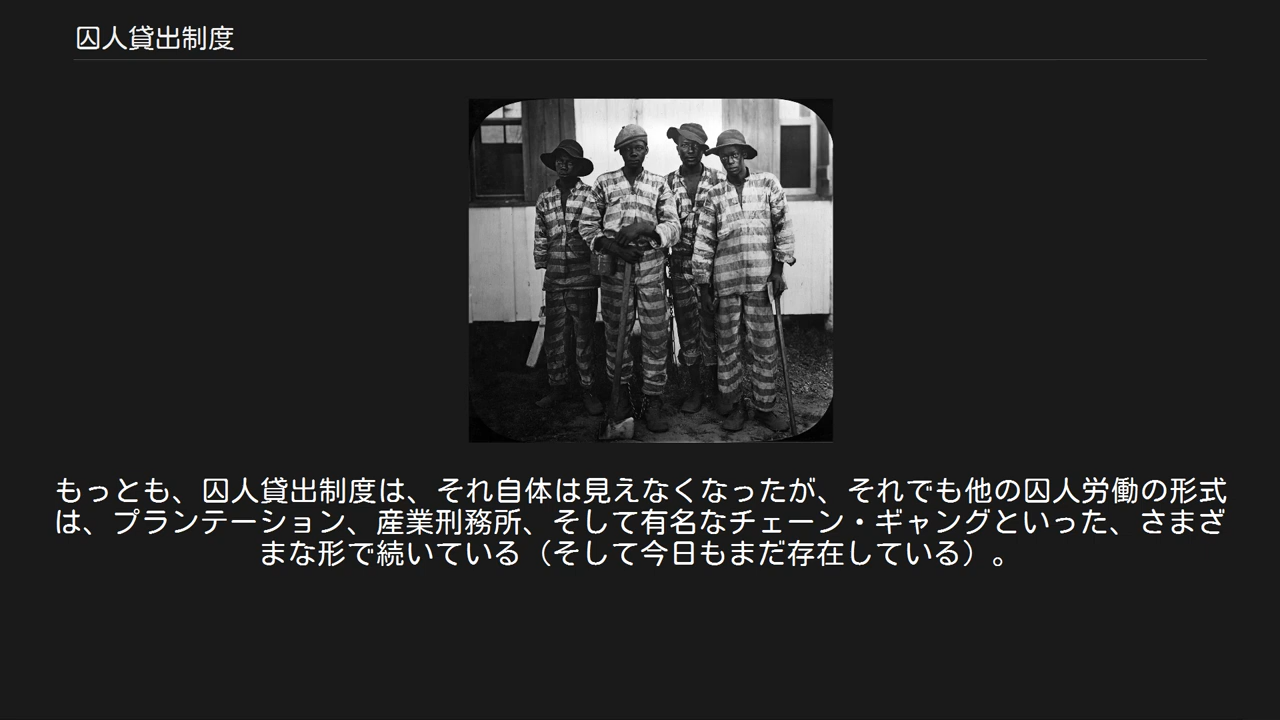 囚人貸出制度
もっとも、囚人貸出制度は、それ自体は見えなくなったが、それでも他の囚人労働の形式
は、プランテーション、産業刑務所、そして有名なチェーン・ギャングといった、さまざ
まな形で続いている（そして今日もまだ存在している）。